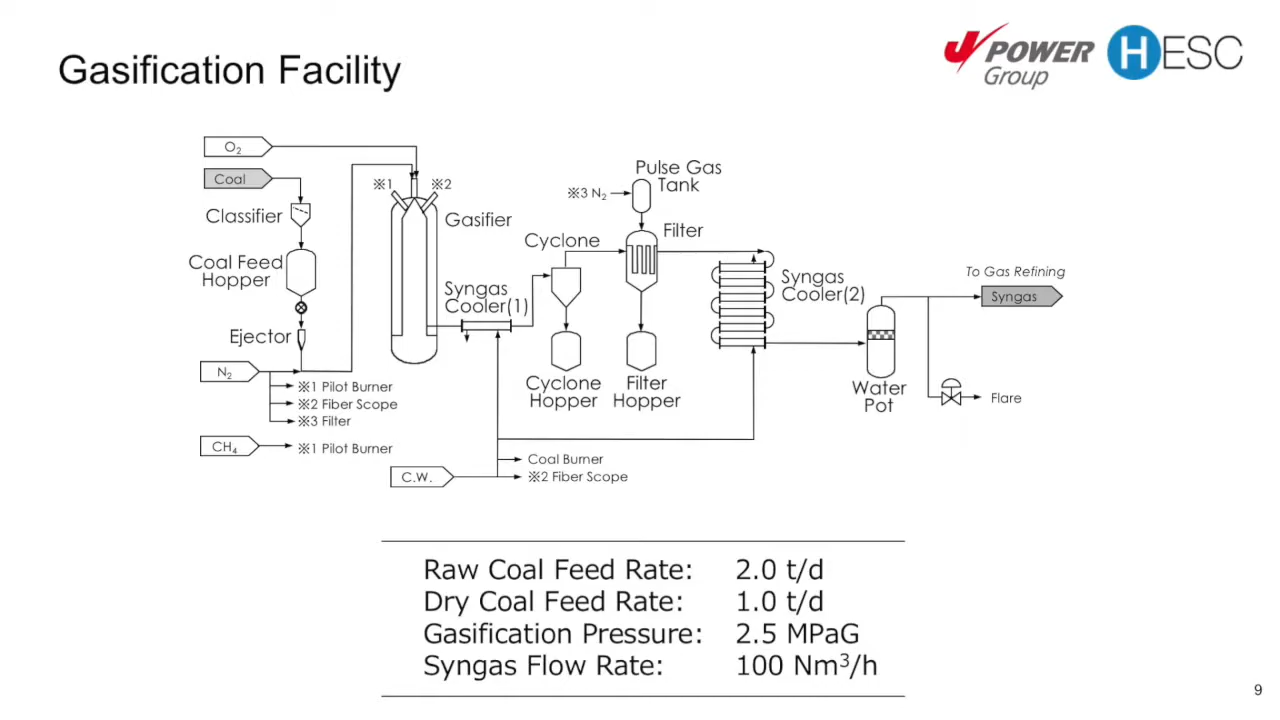 Gasification Facility
J POWER
Group
HESC
O2
Coal
Classifier
Coal Feed
Hopper
Ejector
N2
※1 Pilot Burner
※2 Fiber Scope
※3 Filter
CH4
※1 Pilot Burner
※1
※2
Gasifier
Syngas
Cooler(1)
C.W.
Coal Burner
※2 Fiber Scope
Cyclone
Cyclone
Hopper
※3 N2
Pulse Gas
Tank
Filter
Filter
Hopper
Syngas
Cooler(2)
Water
Pot
To Gas Refining
Syngas
Flare
Raw Coal Feed Rate: 2.0 t/d
Dry Coal Feed Rate: 1.0 t/d
Gasification Pressure: 2.5 MPaG
Syngas Flow Rate: 100 Nm³/h
9